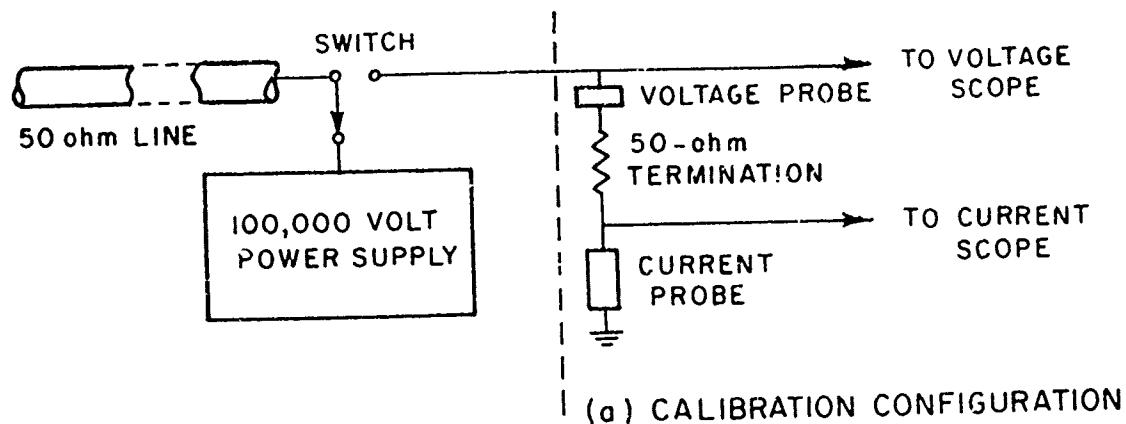 SWITCH
50 ohm LINE
100,000 VOLT
POWER SUPPLY
TO VOLTAGE
SCOPE
VOLTAGE PROBE
50-ohm
TERMINATION
TO CURRENT
SCOPE
CURRENT
PROBE
(a) CALIBRATION CONFIGURATION